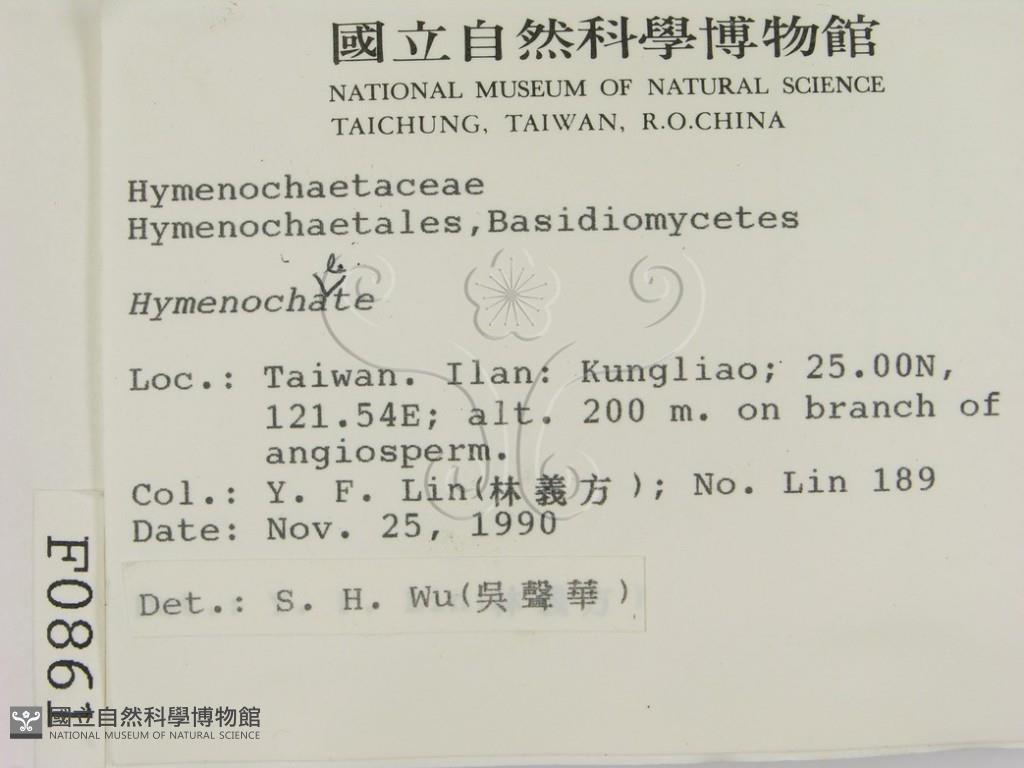 國立自然科學博物館
NATIONAL MUSEUM OF NATURAL SCIENCE
TAICHUNG, TAIWAN, R.O.CHINA
Hymenochaetaceae
Hymenochaetales,Basidiomycetes
e
Hymenochate
Loc.: Taiwan. Ilan: Kungliao; 25.00N,
121.54E; alt. 200 m. on branch of
angiosperm.
Col.: Y. F. Lin(林義方); No. Lin 189
Date: Nov. 25, 1990
Det.: S. H. Wu(吳聲華)
F0861
國立自然科學博物館
NATIONAL MUSEUM OF NATURAL SCIENCE